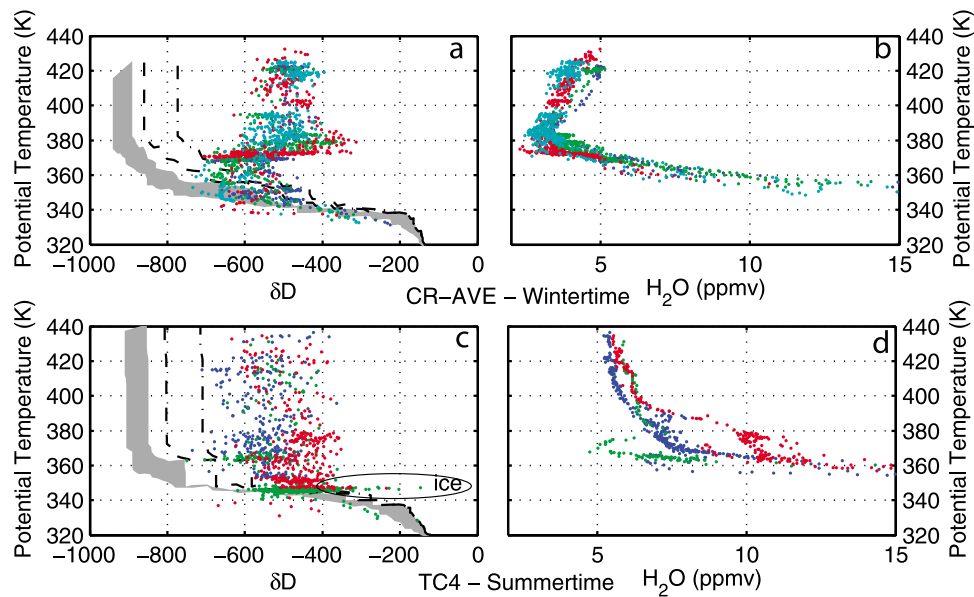 Potential Temperature (K)
440
420
400
380
360
340
320
a
−1000 −800 −600 −400 −200 0
δD
b
440
420
400
380
360
340
320
Potential Temperature (K)
5 10 15
H2O (ppmv)
CR−AVE − Wintertime
Potential Temperature (K)
440
420
400
380
360
340
320
c
ice
−1000 −800 −600 −400 −200 0
δD
d
440
420
400
380
360
340
320
Potential Temperature (K)
5 10 15
H2O (ppmv)
TC4 − Summertime